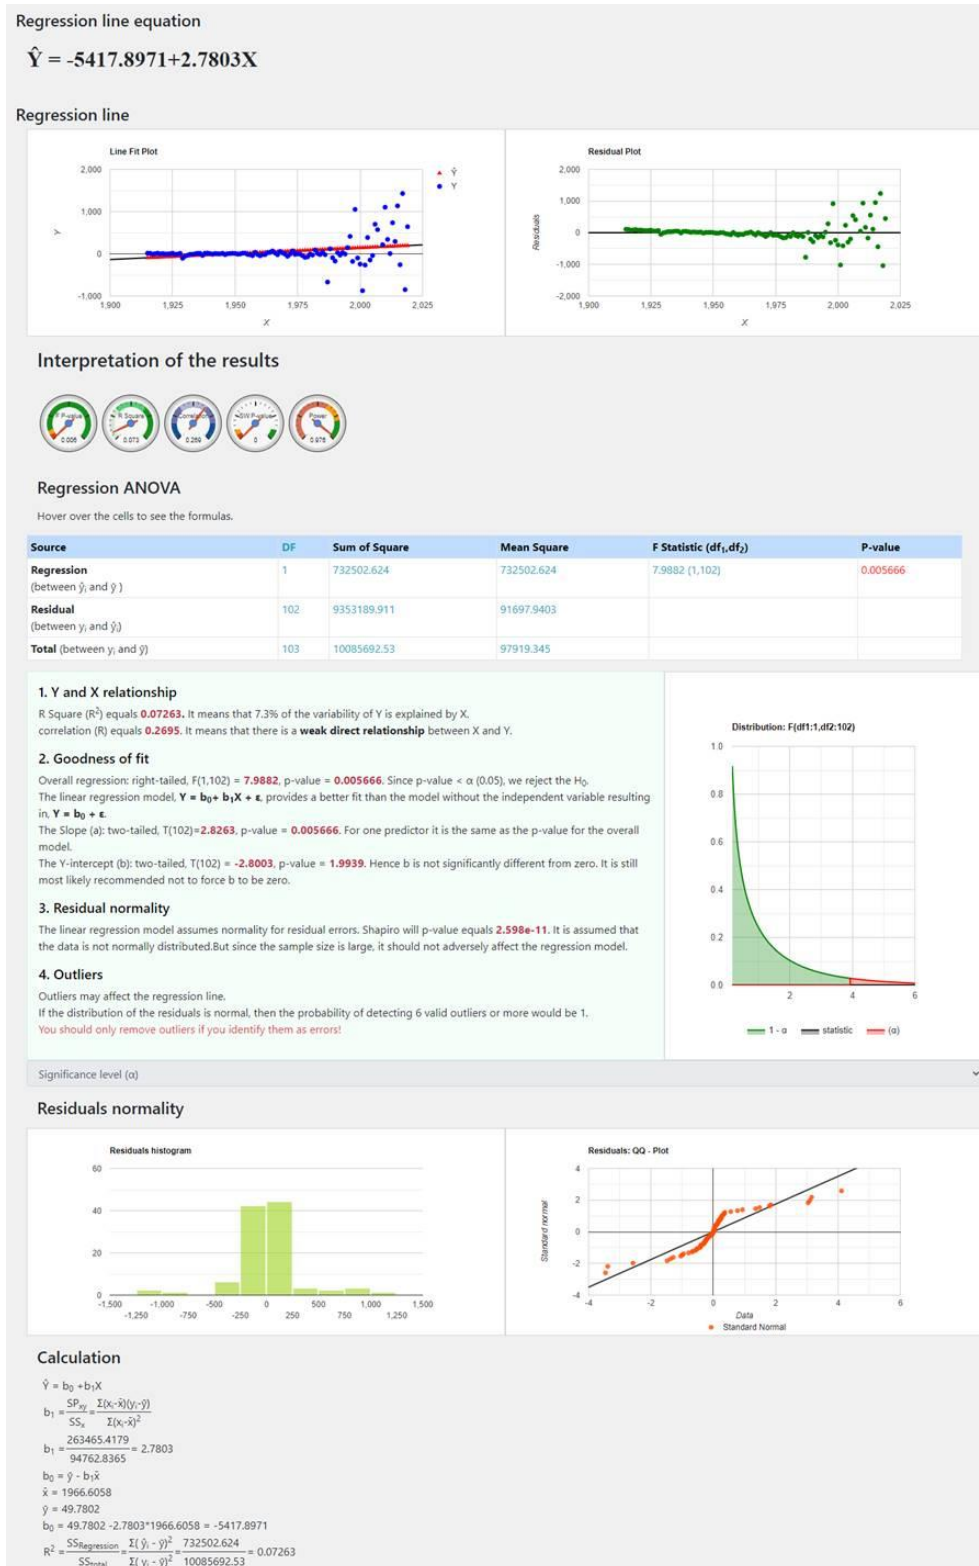 Regression line equation
Ŷ = -5417.8971+2.7803X
Regression line
Line Fit Plot
2,000
1,000
0
-1,000
1,900
1,925
1,950
1,975
2,000
2,025
Y
X
Ŷ
Y
Residual Plot
2,000
1,000
0
-1,000
-2,000
1,900
1,925
1,950
1,975
2,000
2,025
Residuals
X
Interpretation of the results
F P-value
0.006
R Square
0.073
Correlation
0.269
SW P-value
0
Power
0.976
Regression ANOVA
Hover over the cells to see the formulas.
Source DF Sum of Square Mean Square F Statistic (df₁,df₂) P-value
Regression 1 732502.624 732502.624 7.9882 (1,102) 0.005666
(between ŷᵢ and ȳ )
Residual 102 9353189.911 91697.9403
(between yᵢ and ŷᵢ)
Total (between yᵢ and ȳ) 103 10085692.53 97919.345
1. Y and X relationship
R Square (R²) equals 0.07263. It means that 7.3% of the variability of Y is explained by X.
correlation (R) equals 0.2695. It means that there is a weak direct relationship between X and Y.
2. Goodness of fit
Overall regression: right-tailed, F(1,102) = 7.9882, p-value = 0.005666. Since p-value < α (0.05), we reject the H₀.
The linear regression model, Y = b₀+ b₁X + ε, provides a better fit than the model without the independent variable resulting
in, Y = b₀ + ε.
The Slope (a): two-tailed, T(102)=2.8263, p-value = 0.005666. For one predictor it is the same as the p-value for the overall
model.
The Y-intercept (b): two-tailed, T(102) = -2.8003, p-value = 1.9939. Hence b is not significantly different from zero. It is still
most likely recommended not to force b to be zero.
3. Residual normality
The linear regression model assumes normality for residual errors. Shapiro will p-value equals 2.598e-11. It is assumed that
the data is not normally distributed.But since the sample size is large, it should not adversely affect the regression model.
4. Outliers
Outliers may affect the regression line.
If the distribution of the residuals is normal, then the probability of detecting 6 valid outliers or more would be 1.
You should only remove outliers if you identify them as errors!
Distribution: F(df1:1,df2:102)
1.0
0.8
0.6
0.4
0.2
0.0
2
4
6
1 - α
statistic
(α)
Significance level (α)
Residuals normality
Residuals histogram
60
40
20
0
-1,500 -1,000 -500 0 500 1,000 1,500
-1,250 -750 -250 250 750 1,250
Residuals: QQ - Plot
4
2
0
-2
-4
-4 -2 0 2 4 6
Standard normal
Data
Standard Normal
Calculation
Ŷ = b₀ +b₁X
b₁ = SPxy/SSx = Σ(xᵢ-x̄)(yᵢ-ȳ)/Σ(xᵢ-x̄)²
b₁ = 263465.4179/94762.8365 = 2.7803
b₀ = ȳ - b₁x̄
x̄ = 1966.6058
ȳ = 49.7802
b₀ = 49.7802 -2.7803*1966.6058 = -5417.8971
R² = SSRegression/SStotal = Σ( ŷᵢ - ȳ)²/Σ( yᵢ - ȳ)² = 732502.624/10085692.53 = 0.07263